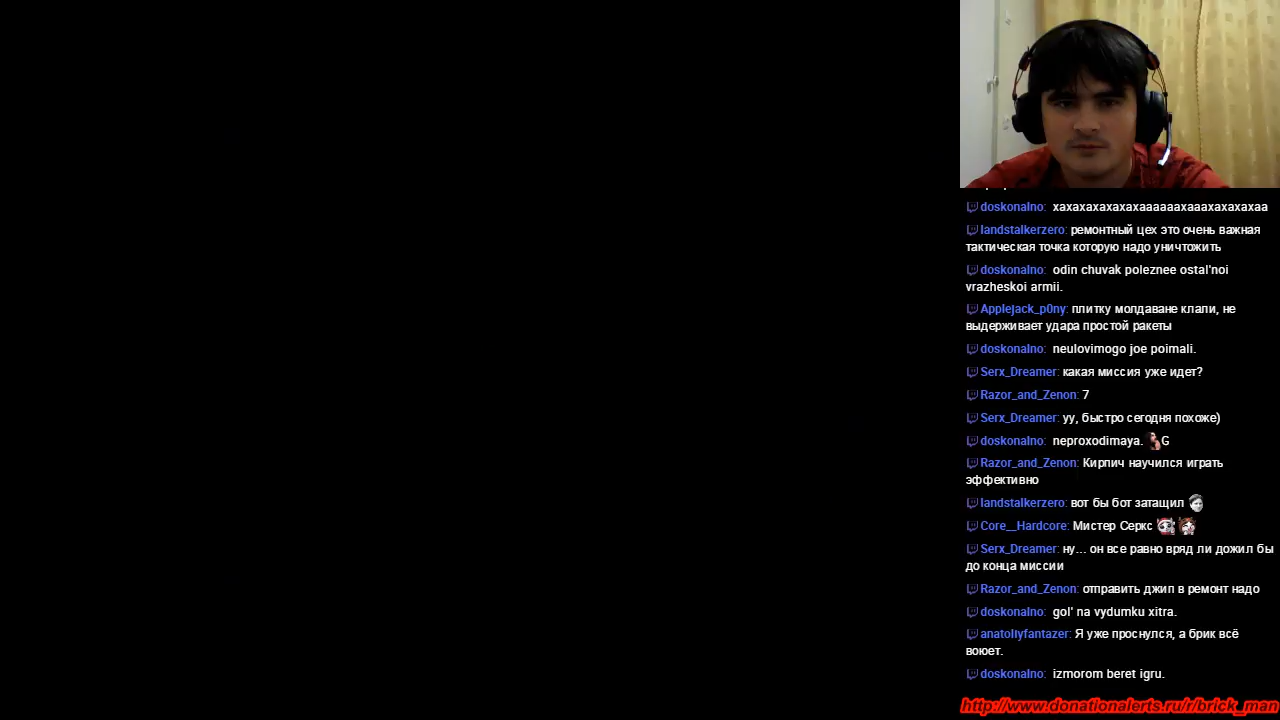 doskonalno: хахахахахахахаааааахаааахахахахаа
landstalkerzero: ремонтный цех это очень важная
тактическая точка которую надо уничтожить
doskonalno: odin chuvak poleznee ostal'noi
vrazheskoi armii.
Applejack_p0ny: плитку молдаване клали, не
выдерживает удара простой ракеты
doskonalno: neulovimogo joe poimali.
Serx_Dreamer: какая миссия уже идет?
Razor_and_Zenon: 7
Serx_Dreamer: уу, быстро сегодня похоже)
doskonalno: neproxodimaya. G
Razor_and_Zenon: Кирпич научился играть
эффективно
landstalkerzero: вот бы бот затащил
Core__Hardcore: Мистер Серкс
Serx_Dreamer: ну... он все равно вряд ли дожил бы
до конца миссии
Razor_and_Zenon: отправить джип в ремонт надо
doskonalno: gol' na vydumku xitra.
anatoliyfantazer: Я уже проснулся, а брик всё
воюет.
doskonalno: izmorom beret igru.
http://www.donationalerts.ru/r/brick_man